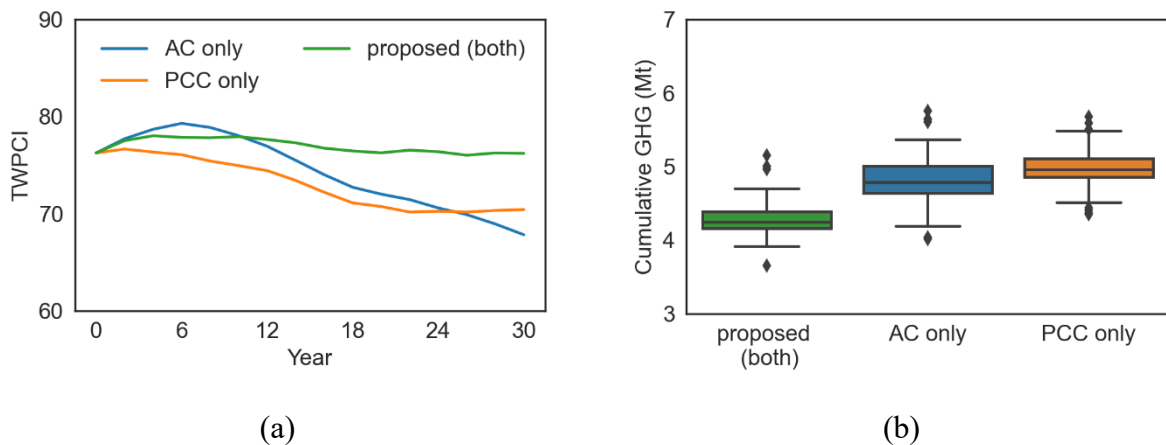 90
80
70
60
TWPCI
AC only
PCC only
proposed (both)
0 6 12 18 24 30
Year
(a)
7
6
5
4
3
Cumulative GHG (Mt)
proposed
(both)
AC only
PCC only
(b)